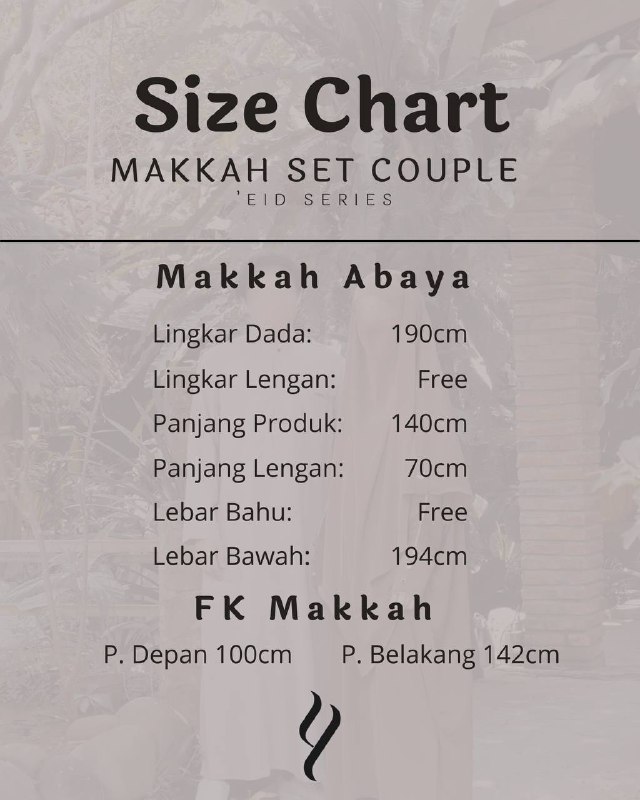 Size Chart
MAKKAH SET COUPLE
'EID SERIES
Makkah Abaya
Lingkar Dada: 190cm
Lingkar Lengan: Free
Panjang Produk: 140cm
Panjang Lengan: 70cm
Lebar Bahu: Free
Lebar Bawah: 194cm
FK Makkah
P. Depan 100cm P. Belakang 142cm